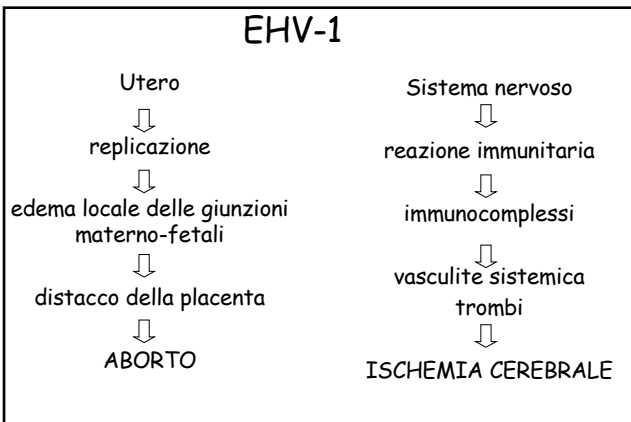 EHV-1
Utero
replicazione
edema locale delle giunzioni
materno-fetali
distacco della placenta
ABORTO
Sistema nervoso
reazione immunitaria
immunocomplessi
vasculite sistemica
trombi
ISCHEMIA CEREBRALE